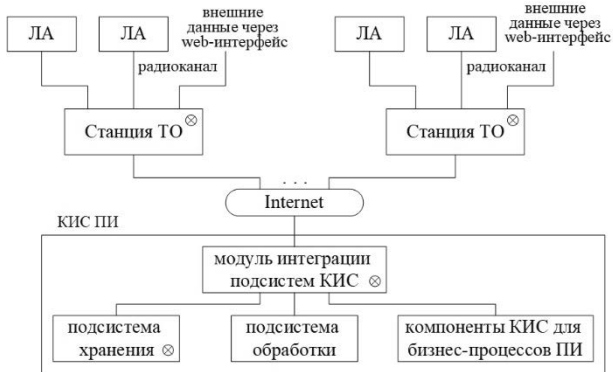 ЛА
ЛА
внешние
данные через
web-интерфейс
радиоканал
Станция ТО
ЛА
ЛА
внешние
данные через
web-интерфейс
радиоканал
Станция ТО
. . .
Internet
КИС ПИ
модуль интеграции
подсистем КИС
подсистема
хранения
подсистема
обработки
компоненты КИС для
бизнес-процессов ПИ